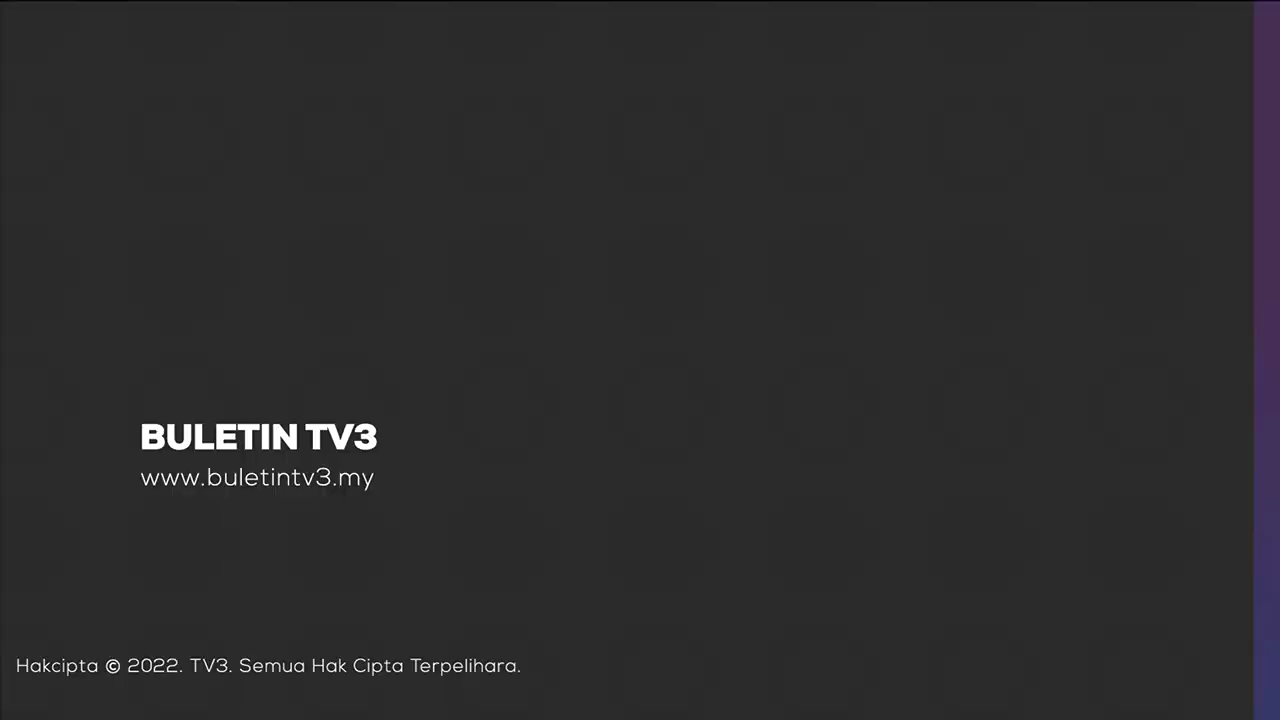 BULETIN TV3
www.buletintv3.my
Hakcipta © 2022. TV3. Semua Hak Cipta Terpelihara.